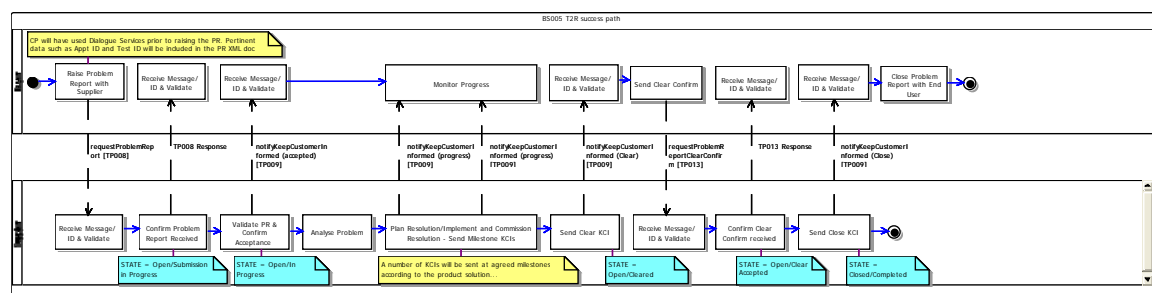 BS005 T2R success path
CP will have used Dialogue Services prior to raising the PR. Pertinent
data such as Appt ID and Test ID will be included in the PR XML doc
Raise Problem
Report with
Supplier
Receive Message/
ID & Validate
Receive Message/
ID & Validate
Monitor Progress
Receive Message/
ID & Validate
Send Clear Confirm
Receive Message/
ID & Validate
Receive Message/
ID & Validate
Close Problem
Report with End
User
requestProblemRep
ort [TP008]
TP008 Response
notifyKeepCustomerIn
formed (accepted)
[TP009]
notifyKeepCustomerI
nformed (progress)
[TP009]
notifyKeepCustomerI
nformed (progress)
[TP009]
notifyKeepCustomerI
nformed (Clear)
[TP009]
requestProblemR
eportClearConfir
m [TP013]
TP013 Response
notifyKeepCustomerI
nformed (Close)
[TP009]
Receive Message/
ID & Validate
Confirm Problem
Report Received
Validate PR &
Confirm
Acceptance
Analyse Problem
Plan Resolution/Implement and Commission
Resolution - Send Milestone KCIs
Send Clear KCI
Receive Message/
ID & Validate
Confirm Clear
Confirm received
Send Close KCI
STATE = Open/Submission
in Progress
STATE = Open/In
Progress
A number of KCIs will be sent at agreed milestones
according to the product solution...
STATE =
Open/Cleared
STATE = Open/Clear
Accepted
STATE =
Closed/Completed